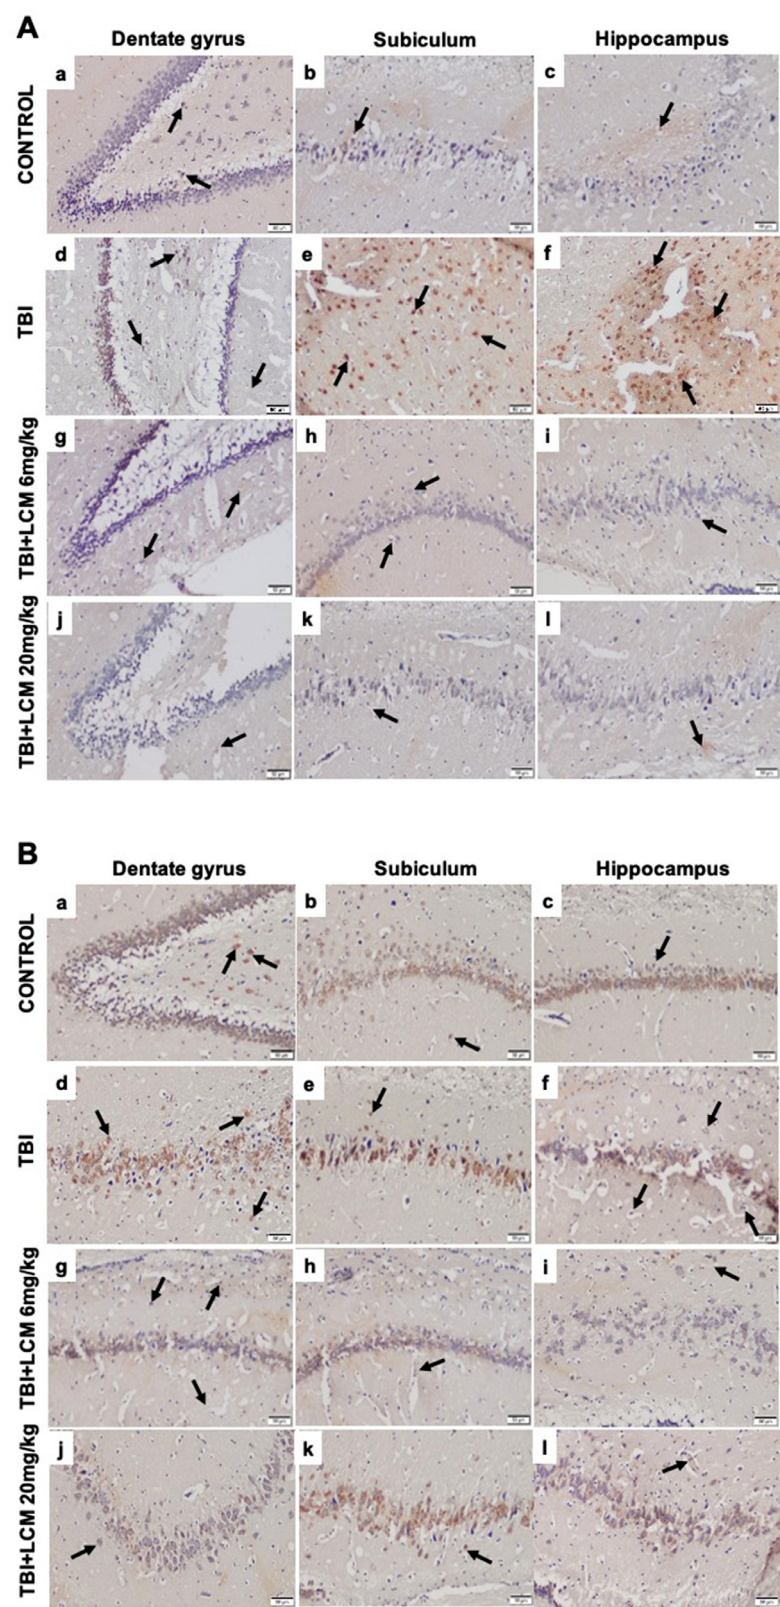 A
Dentate gyrus Subiculum Hippocampus
CONTROL
a b c
TBI
d e f
TBI+LCM 6mg/kg
g h i
TBI+LCM 20mg/kg
j k l
B
Dentate gyrus Subiculum Hippocampus
CONTROL
a b c
TBI
d e f
TBI+LCM 6mg/kg
g h i
TBI+LCM 20mg/kg
j k l